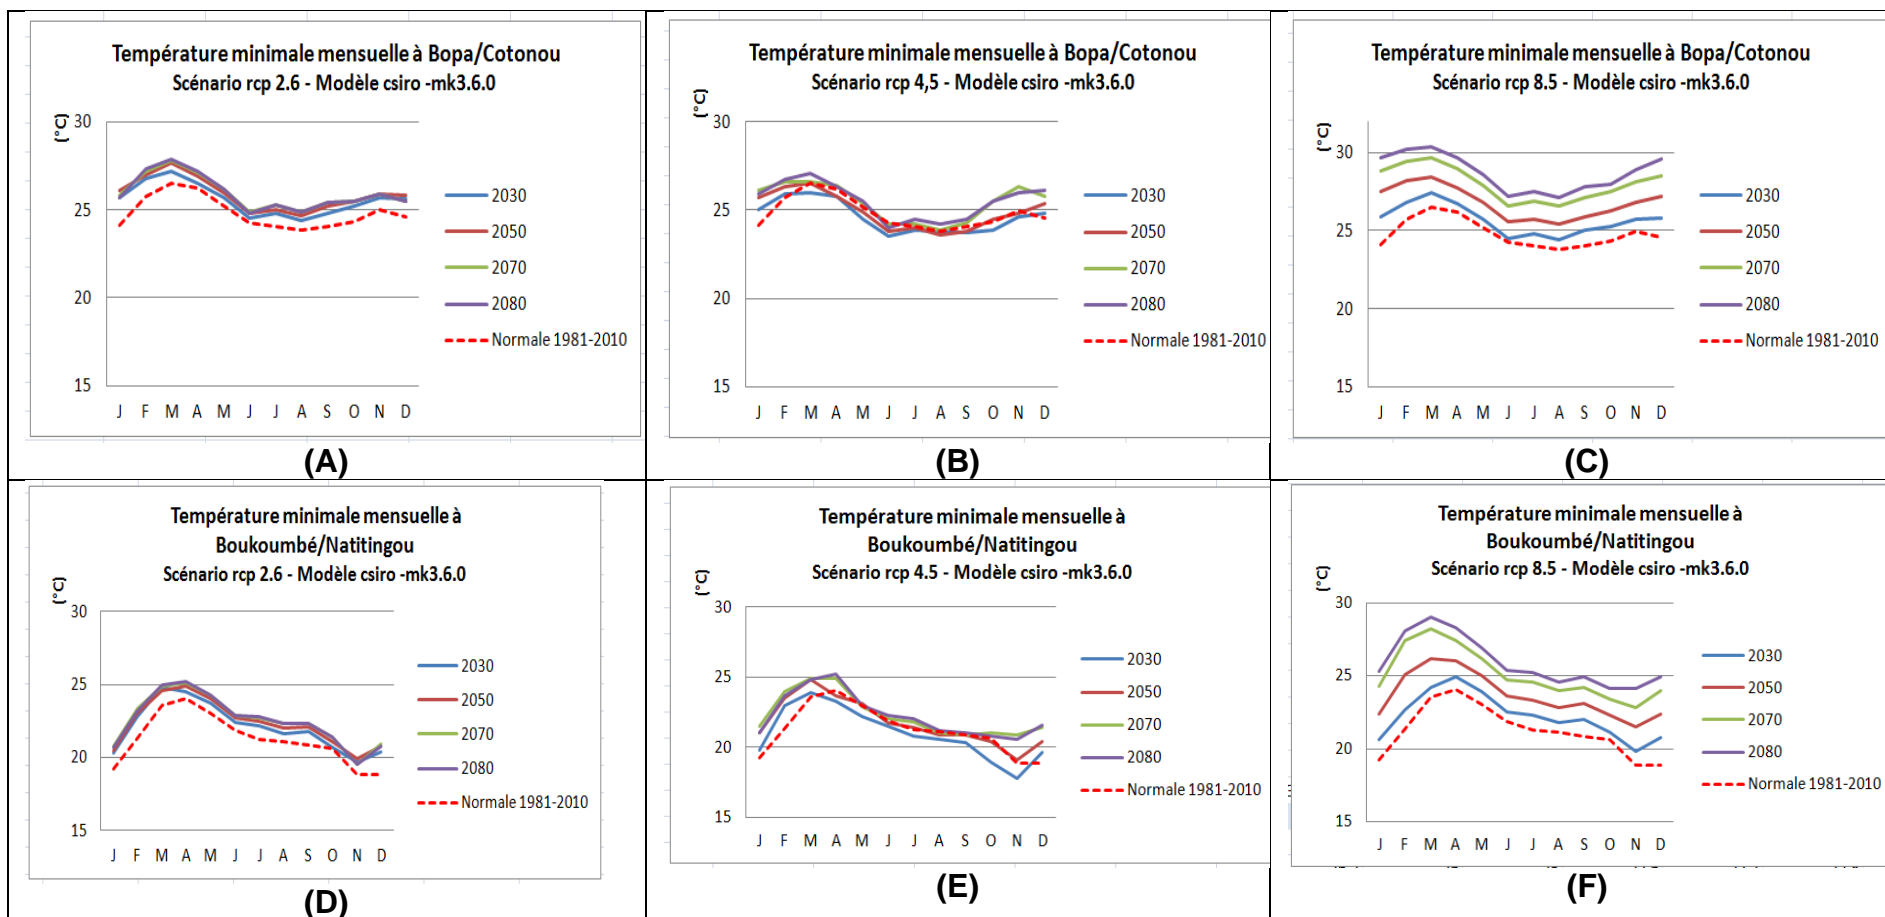 Température minimale mensuelle à Bopa/Cotonou
Scénario rcp 2.6 - Modèle csiro -mk3.6.0
(°C)
30
25
20
15
J F M A M J J A S O N D
2030
2050
2070
2080
Normale 1981-2010
(A)
Température minimale mensuelle à Bopa/Cotonou
Scénario rcp 4,5 - Modèle csiro -mk3.6.0
(°C)
30
25
20
15
J F M A M J J A S O N D
2030
2050
2070
2080
Normale 1981-2010
(B)
Température minimale mensuelle à Bopa/Cotonou
Scénario rcp 8.5 - Modèle csiro -mk3.6.0
(°C)
30
25
20
15
J F M A M J J A S O N D
2030
2050
2070
2080
Normale 1981-2010
(C)
Température minimale mensuelle à
Boukoumbé/Natitingou
Scénario rcp 2.6 - Modèle csiro -mk3.6.0
(°C)
30
25
20
15
J F M A M J J A S O N D
2030
2050
2070
2080
Normale 1981-2010
(D)
Température minimale mensuelle à
Boukoumbé/Natitingou
Scénario rcp 4.5 - Modèle csiro -mk3.6.0
(°C)
30
25
20
15
J F M A M J J A S O N D
2030
2050
2070
2080
Normale 1981-2010
(E)
Température minimale mensuelle à
Boukoumbé/Natitingou
Scénario rcp 8.5 - Modèle csiro -mk3.6.0
(°C)
30
25
20
15
J F M A M J J A S O N D
2030
2050
2070
2080
Normale 1981-2010
(F)